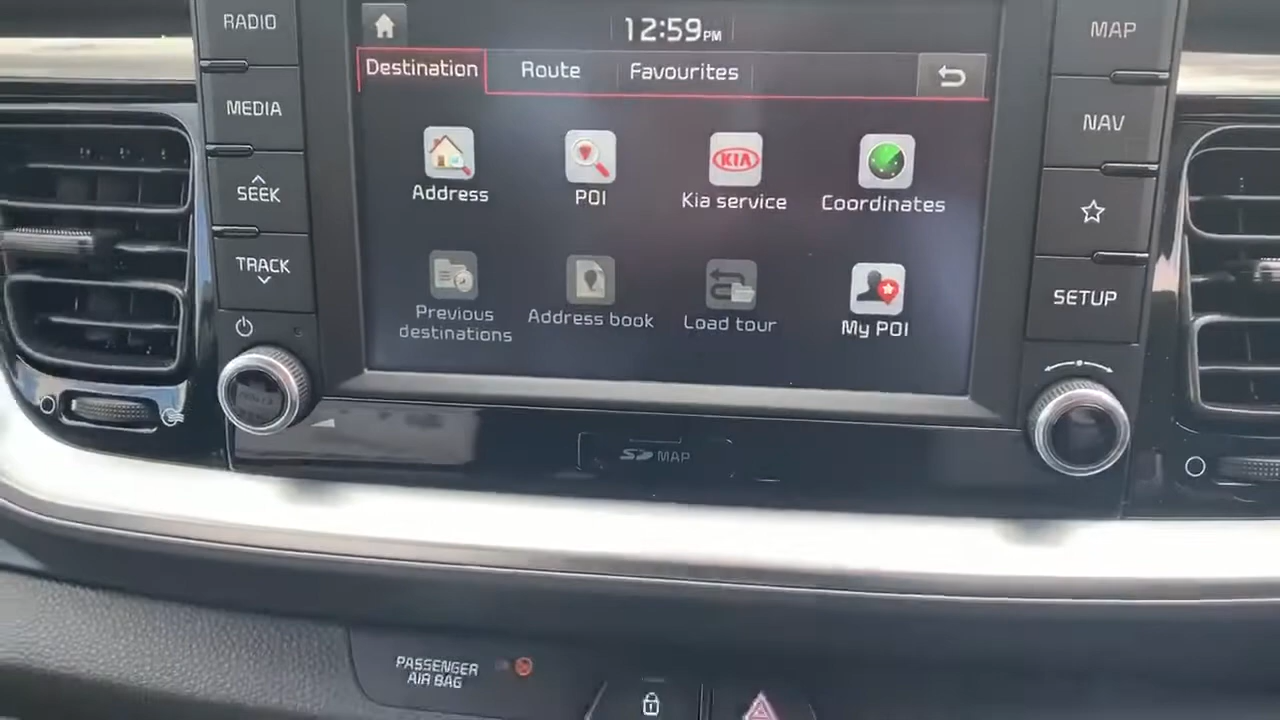 RADIO
MEDIA
SEEK
TRACK
12:59PM
Destination
Route
Favourites
Address
POI
KIA
Kia service
Coordinates
Previous
destinations
Address book
Load tour
My POI
MAP
NAV
SETUP
SD MAP
PASSENGER
AIR BAG